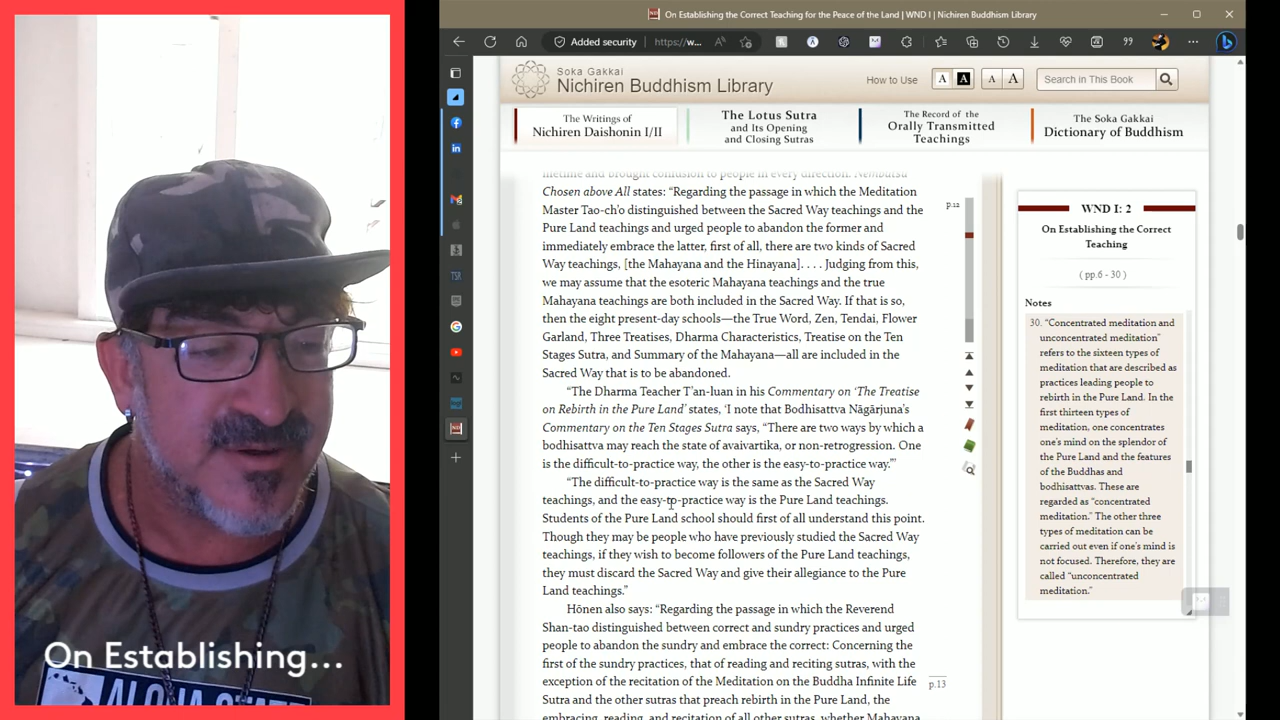 On Establishing the Correct Teaching for the Peace of the Land | WND I | Nichiren Buddhism Library
Added security
https://w...
Soka Gakkai
Nichiren Buddhism Library
How to Use
A A A A
Search in This Book
The Writings of
Nichiren Daishonin I/II
The Lotus Sutra
and Its Opening
and Closing Sutras
The Record of the
Orally Transmitted
Teachings
The Soka Gakkai
Dictionary of Buddhism
lifetime and brought confusion to people in every direction. Nembutsu
Chosen above All states: “Regarding the passage in which the Meditation
Master Tao-ch’o distinguished between the Sacred Way teachings and the
Pure Land teachings and urged people to abandon the former and
immediately embrace the latter, first of all, there are two kinds of Sacred
Way teachings, [the Mahayana and the Hinayana]. . . . Judging from this,
we may assume that the esoteric Mahayana teachings and the true
Mahayana teachings are both included in the Sacred Way. If that is so,
then the eight present-day schools—the True Word, Zen, Tendai, Flower
Garland, Three Treatises, Dharma Characteristics, Treatise on the Ten
Stages Sutra, and Summary of the Mahayana—all are included in the
Sacred Way that is to be abandoned.
“The Dharma Teacher T’an-luan in his Commentary on ‘The Treatise
on Rebirth in the Pure Land’ states, ‘I note that Bodhisattva Nāgārjuna’s
Commentary on the Ten Stages Sutra says, “There are two ways by which a
bodhisattva may reach the state of avaivartika, or non-retrogression. One
is the difficult-to-practice way, the other is the easy-to-practice way.”’
“The difficult-to-practice way is the same as the Sacred Way
teachings, and the easy-to-practice way is the Pure Land teachings.
Students of the Pure Land school should first of all understand this point.
Though they may be people who have previously studied the Sacred Way
teachings, if they wish to become followers of the Pure Land teachings,
they must discard the Sacred Way and give their allegiance to the Pure
Land teachings.”
Hōnen also says: “Regarding the passage in which the Reverend
Shan-tao distinguished between correct and sundry practices and urged
people to abandon the sundry and embrace the correct: Concerning the
first of the sundry practices, that of reading and reciting sutras, with the
exception of the recitation of the Meditation on the Buddha Infinite Life
Sutra and the other sutras that preach rebirth in the Pure Land, the
embracing, reading, and recitation of all other sutras, whether Mahayana
p.12
p.13
WND I: 2
On Establishing the Correct
Teaching
( pp.6 - 30 )
Notes
30. “Concentrated meditation and
unconcentrated meditation”
refers to the sixteen types of
meditation that are described as
practices leading people to
rebirth in the Pure Land. In the
first thirteen types of
meditation, one concentrates
one’s mind on the splendor of
the Pure Land and the features
of the Buddhas and
bodhisattvas. These are
regarded as “concentrated
meditation.” The other three
types of meditation can be
carried out even if one’s mind is
not focused. Therefore, they are
called “unconcentrated
meditation.”
TSR
On Establishing...
ALOHA STATE